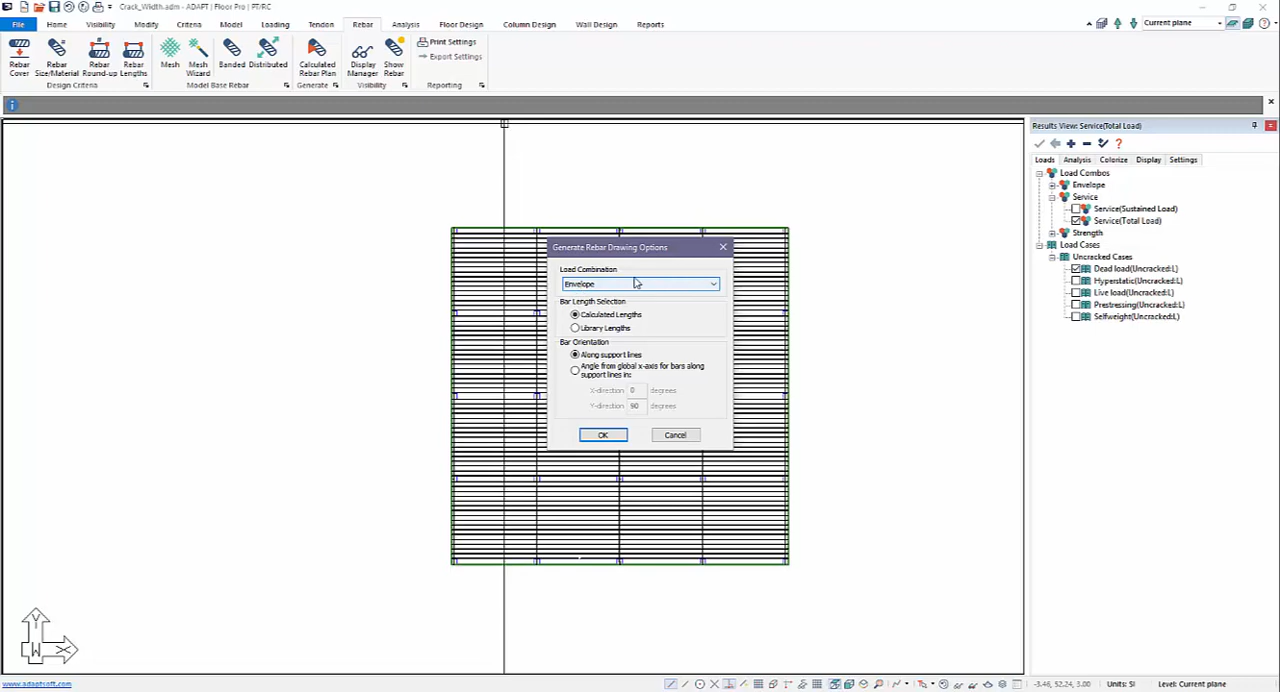 Crack_Width.adm - ADAPT | Floor Pro | PT/RC
File Home Visibility Modify Criteria Model Loading Tendon Rebar Analysis Floor Design Column Design Wall Design Reports
Current plane
Rebar Cover
Rebar Size/Material
Rebar Round-up
Rebar Lengths
Mesh
Mesh Wizard
Banded
Distributed
Calculated Rebar Plan
Display Manager
Show Rebar
Print Settings
Export Settings
Design Criteria
Model Base Rebar
Generate
Visibility
Reporting
Results View: Service(Total Load)
Loads Analysis Colorize Display Settings
Load Combos
Envelope
Service
Service(Sustained Load)
Service(Total Load)
Strength
Load Cases
Uncracked Cases
Dead load(Uncracked:L)
Hyperstatic(Uncracked:L)
Live load(Uncracked:L)
Prestressing(Uncracked:L)
Selfweight(Uncracked:L)
Generate Rebar Drawing Options
Load Combination
Envelope
Bar Length Selection
Calculated Lengths
Library Lengths
Bar Orientation
Along support lines
Angle from global x-axis for bars along
support lines in:
X-direction 0 degrees
Y-direction 90 degrees
OK Cancel
Y
W X
www.adaptsoft.com
-3.46, 52.24, 3.00 Units: SI Level: Current plane